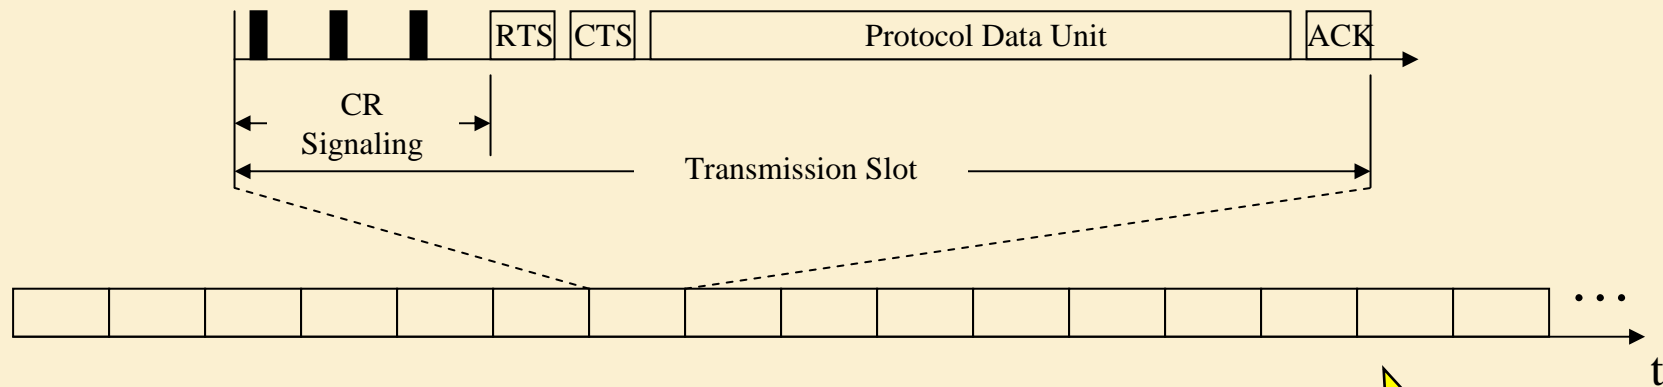 RTS CTS Protocol Data Unit ACK
CR
Signaling
Transmission Slot
...
t